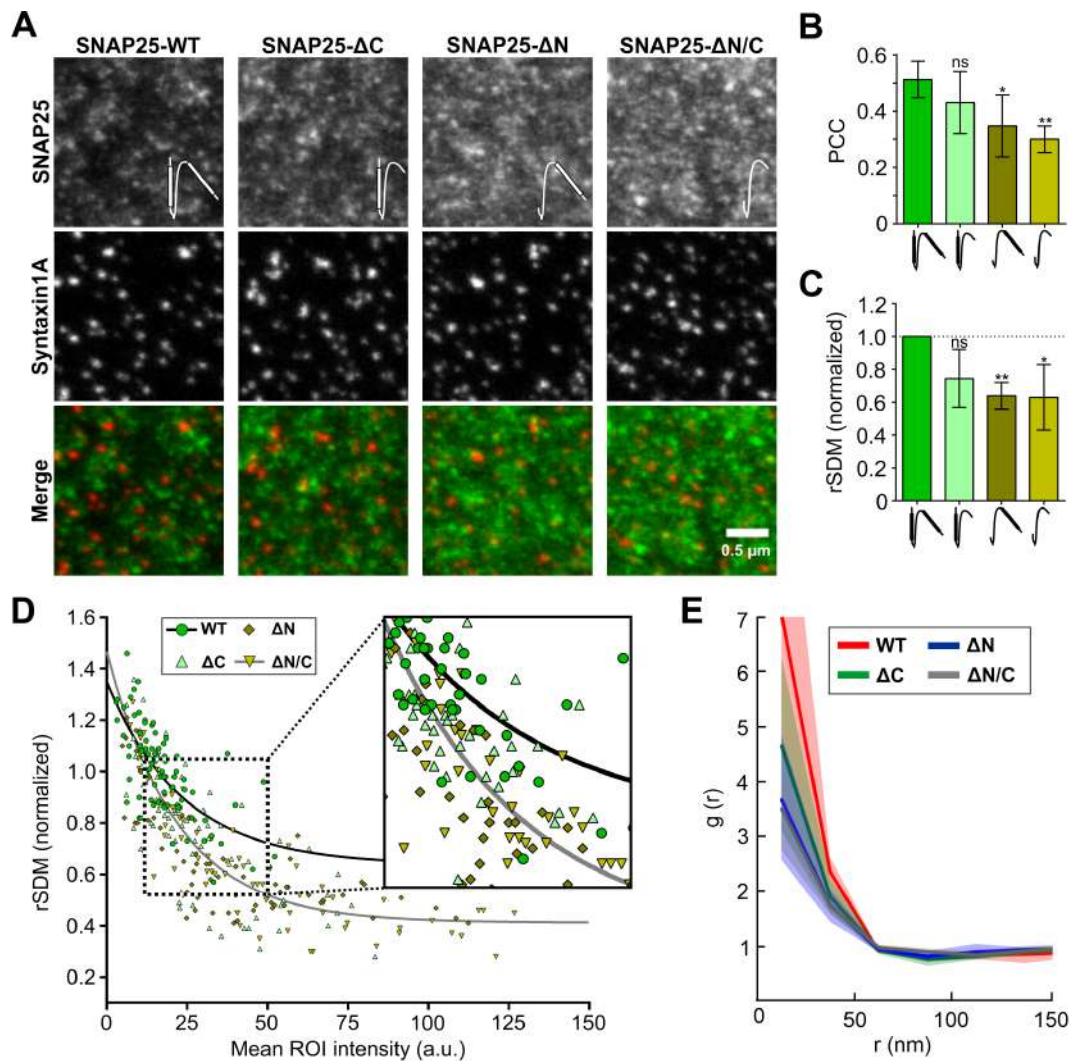 A
SNAP25-WT SNAP25-ΔC SNAP25-ΔN SNAP25-ΔN/C
SNAP25
Syntaxin1A
Merge
0.5 μm
B
PCC
0.6
0.4
0.2
0
ns
*
**
C
rSDM (normalized)
1.2
1.0
0.8
0.6
0.4
0.2
0
ns
**
*
D
rSDM (normalized)
1.6
1.4
1.2
1.0
0.8
0.6
0.4
0.2
WT ΔN
ΔC ΔN/C
0 25 50 75 100 125 150
Mean ROI intensity (a.u.)
E
g (r)
7
6
5
4
3
2
1
WT ΔN
ΔC ΔN/C
0 50 100 150
r (nm)